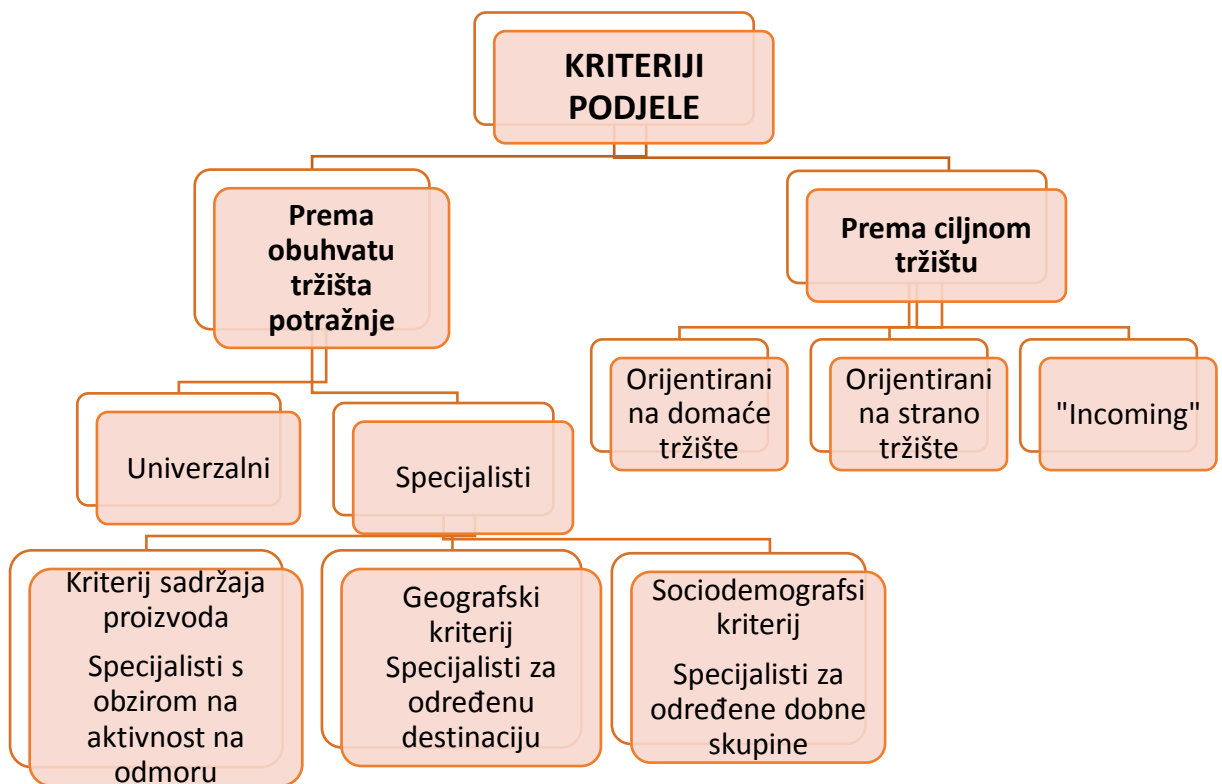 KRITERIJI
PODJELE
Prema
obuhvatu
tržišta
potražnje
Prema ciljnom
tržištu
Univerzalni
Specijalisti
Orijentirani
na domaće
tržište
Orijentirani
na strano
tržište
"Incoming"
Kriterij sadržaja
proizvoda
Specijalisti s
obzirom na
aktivnost na
odmoru
Geografski
kriterij
Specijalisti za
određenu
destinaciju
Sociodemografsi
kriterij
Specijalisti za
određene dobne
skupine